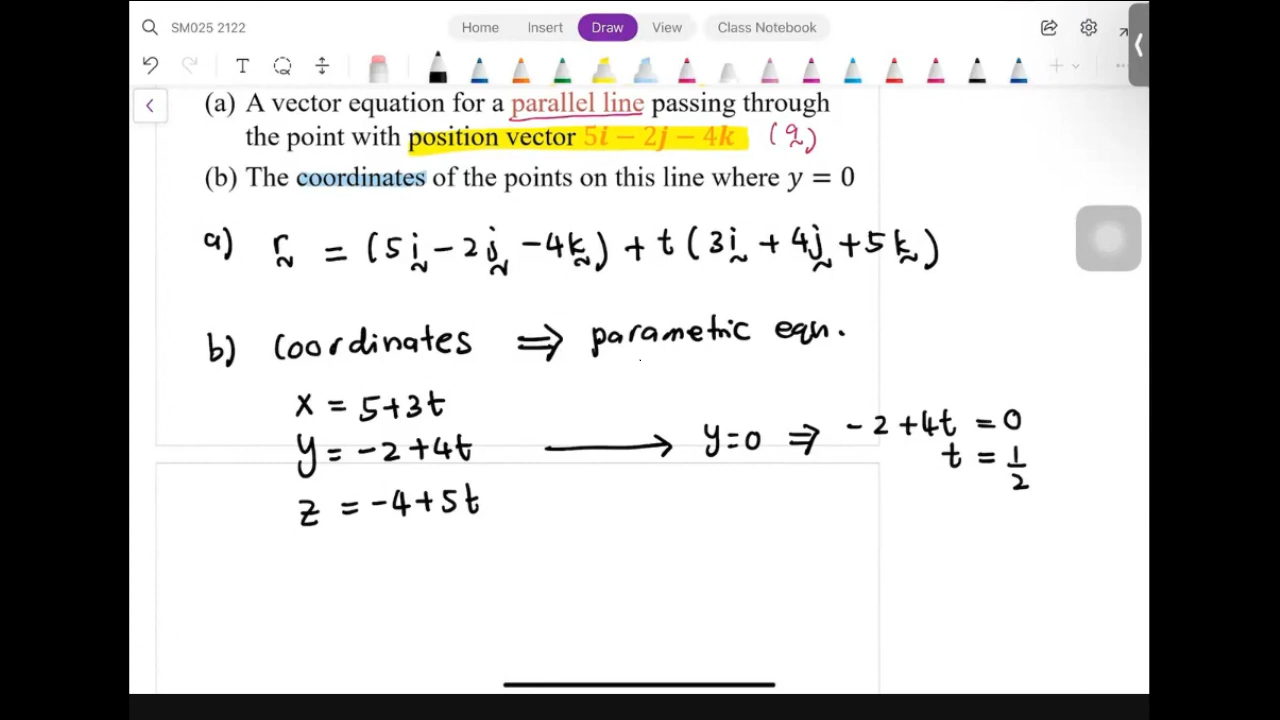 SM025 2122
Home Insert Draw View Class Notebook
(a) A vector equation for a parallel line passing through
the point with position vector 5i − 2j − 4k (a)
(b) The coordinates of the points on this line where y = 0
a) r = (5i - 2j - 4k) + t(3i + 4j + 5k)
b) Coordinates ⇒ parametric eqn.
x = 5+3t
y = -2+4t → y=0 ⇒ -2+4t = 0
t = 1/2
z = -4+5t